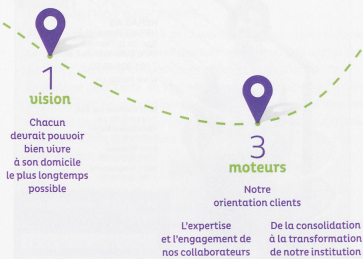 1
vision
Chacun
devrait pouvoir
bien vivre
à son domicile
le plus longtemps
possible
3
moteurs
Notre
orientation clients
L'expertise
et l'engagement de
nos collaborateurs
De la consolidation
à la transformation
de notre institution